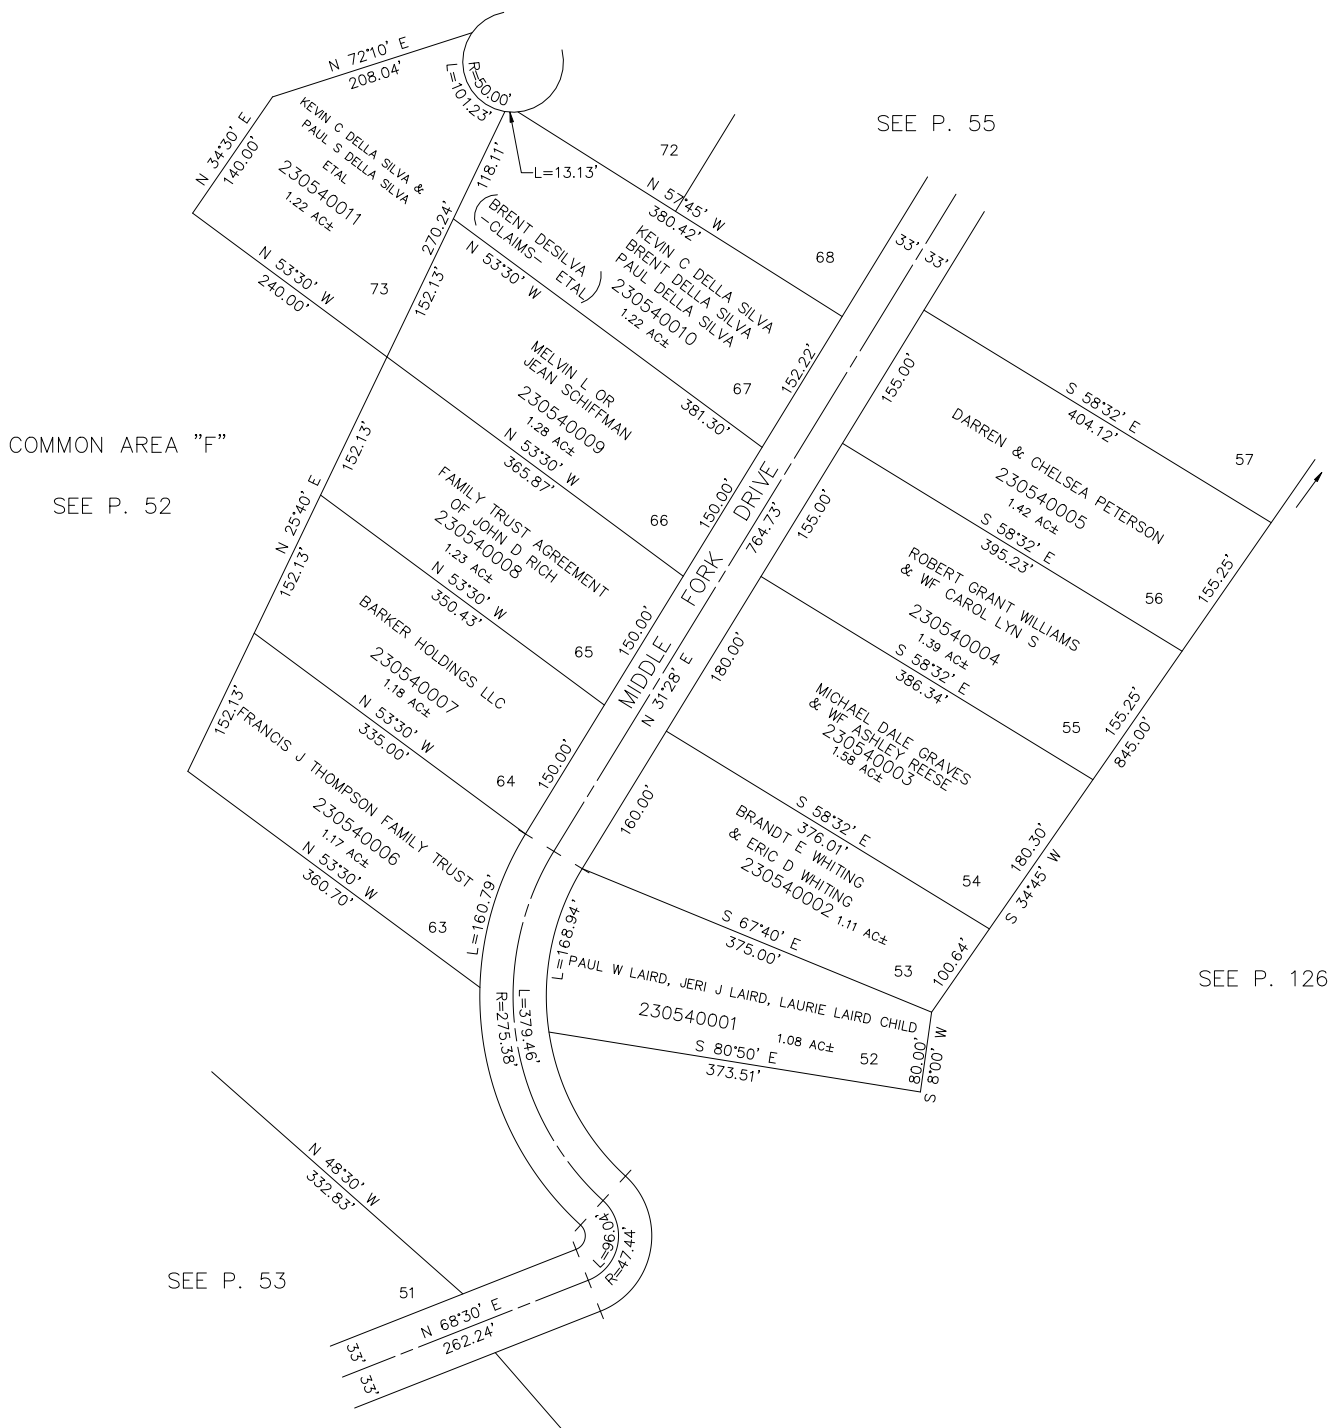 N 72°10' E
208.04'
R=50.00'
L=101.23'
N 34°30' E
140.00'
KEVIN C DELLA SILVA &
PAUL S DELLA SILVA
ETAL
230540011
1.22 AC±
N 53°30' W
240.00'
73
118.11'
270.24'
152.13'
L=13.13'
72
N 57°45' W
380.42'
SEE P. 55
(BRENT DESILVA
-CLAIMS- ETAL)
KEVIN C DELLA SILVA
BRENT DELLA SILVA
PAUL DELLA SILVA
230540010
1.22 AC±
68
67
N 53°30' W
381.30'
152.22'
33' 33'
MELVIN L OR
JEAN SCHIFFMAN
230540009
1.28 AC±
N 53°30' W
365.87'
66
150.00'
155.00'
S 58°32' E
404.12'
57
DARREN & CHELSEA PETERSON
230540005
1.42 AC±
S 58°32' E
395.23'
56
155.25'
COMMON AREA "F"
SEE P. 52
152.13'
N 25°40' E
FAMILY TRUST AGREEMENT
OF JOHN D RICH
230540008
1.23 AC±
N 53°30' W
350.43'
65
150.00'
MIDDLE FORK DRIVE
764.73'
N 31°28' E
155.00'
ROBERT GRANT WILLIAMS
& WF CAROL LYN S
230540004
1.39 AC±
S 58°32' E
386.34'
55
155.25'
845.00'
152.13'
BARKER HOLDINGS LLC
230540007
1.18 AC±
N 53°30' W
335.00'
64
150.00'
180.00'
MICHAEL DALE GRAVES
& WF ASHLEY REESE
230540003
1.58 AC±
S 58°32' E
376.01'
54
180.30'
S 34°45' W
152.13'
FRANCIS J THOMPSON FAMILY TRUST
230540006
1.17 AC±
N 53°30' W
360.70'
63
L=160.79'
160.00'
BRANDT E WHITING
& ERIC D WHITING
230540002 1.11 AC±
S 67°40' E
375.00'
53
100.64'
SEE P. 126
L=168.94'
PAUL W LAIRD, JERI J LAIRD, LAURIE LAIRD CHILD
230540001
1.08 AC±
52
S 80°50' E
373.51'
80.00'
S 8°00' W
L=379.46'
R=275.38'
N 48°30' W
332.83'
L=96.04'
R=47.44'
SEE P. 53
51
N 68°30' E
262.24'
33'
33'